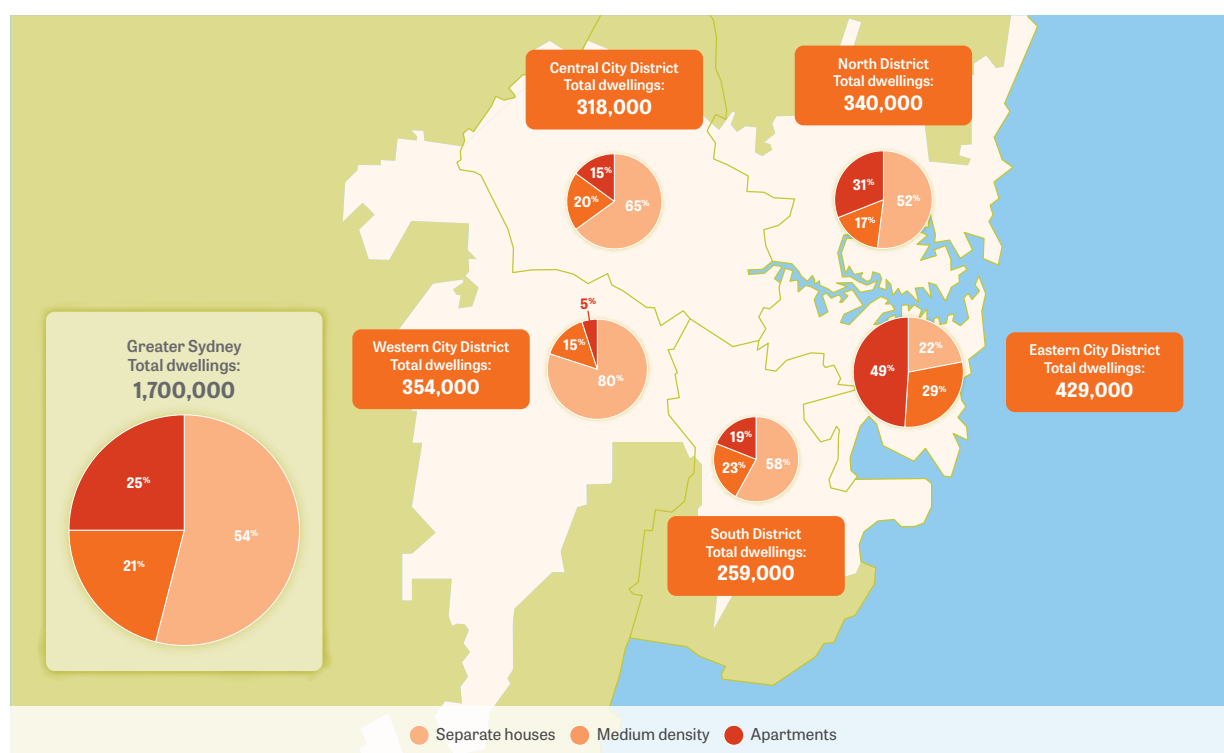 Central City District
Total dwellings:
318,000
North District
Total dwellings:
340,000
15%
20%
65%
31%
52%
17%
Greater Sydney
Total dwellings:
1,700,000
25%
54%
21%
Western City District
Total dwellings:
354,000
5%
15%
80%
22%
49%
29%
Eastern City District
Total dwellings:
429,000
19%
23%
58%
South District
Total dwellings:
259,000
Separate houses
Medium density
Apartments